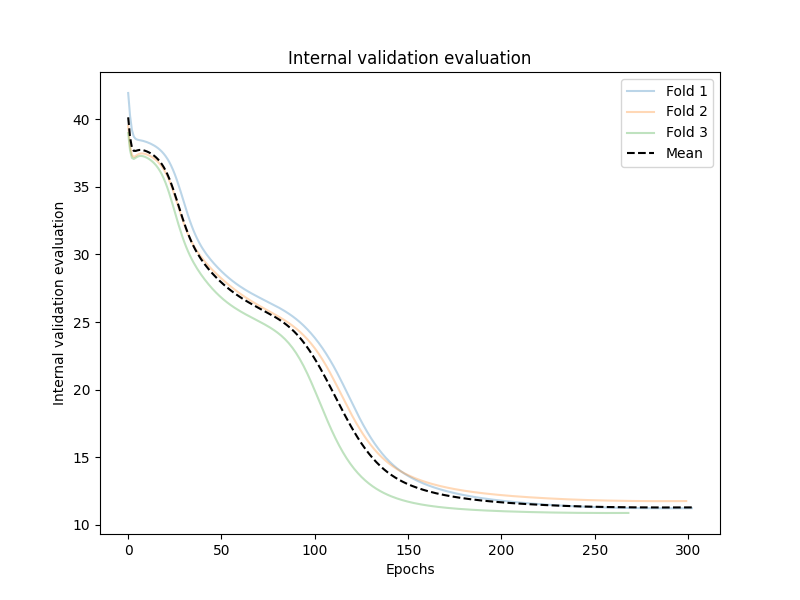 Internal validation evaluation
Fold 1
Fold 2
Fold 3
Mean
Internal validation evaluation
40
35
30
25
20
15
10
0 50 100 150 200 250 300
Epochs